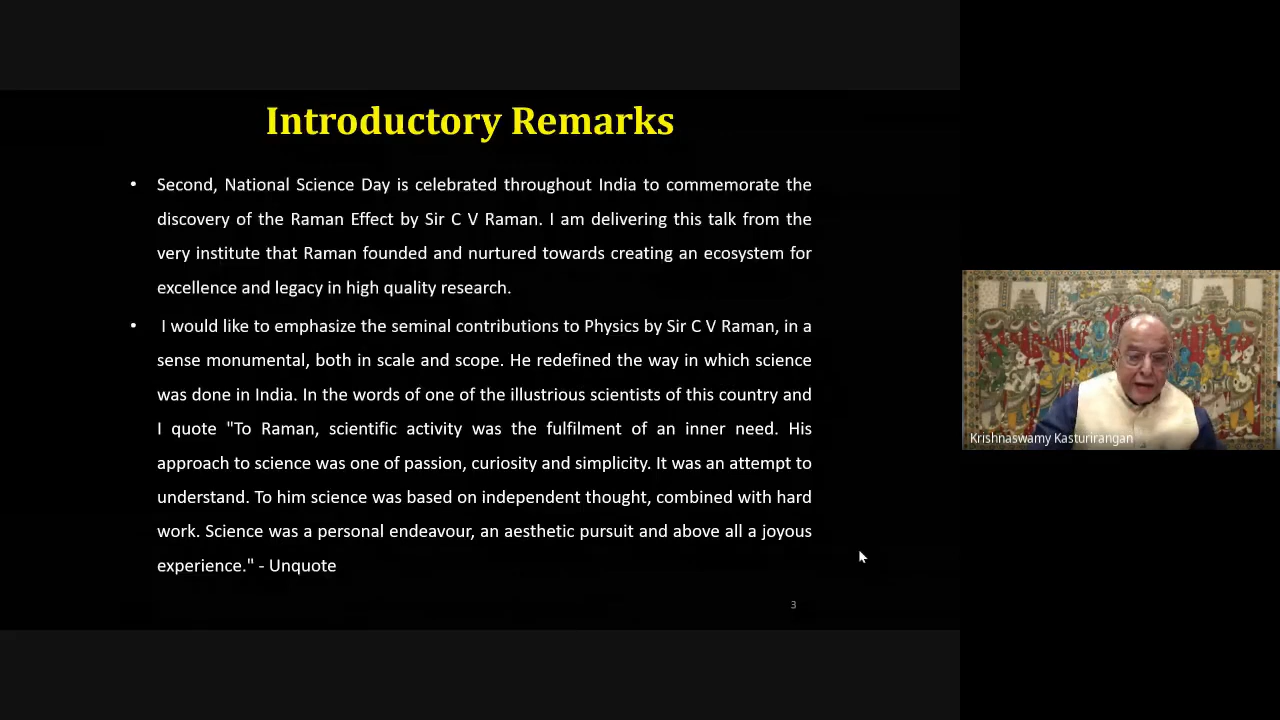 Introductory Remarks
• Second, National Science Day is celebrated throughout India to commemorate the
discovery of the Raman Effect by Sir C V Raman. I am delivering this talk from the
very institute that Raman founded and nurtured towards creating an ecosystem for
excellence and legacy in high quality research.
• I would like to emphasize the seminal contributions to Physics by Sir C V Raman, in a
sense monumental, both in scale and scope. He redefined the way in which science
was done in India. In the words of one of the illustrious scientists of this country and
I quote "To Raman, scientific activity was the fulfilment of an inner need. His
approach to science was one of passion, curiosity and simplicity. It was an attempt to
understand. To him science was based on independent thought, combined with hard
work. Science was a personal endeavour, an aesthetic pursuit and above all a joyous
experience." - Unquote
3
Krishnaswamy Kasturirangan